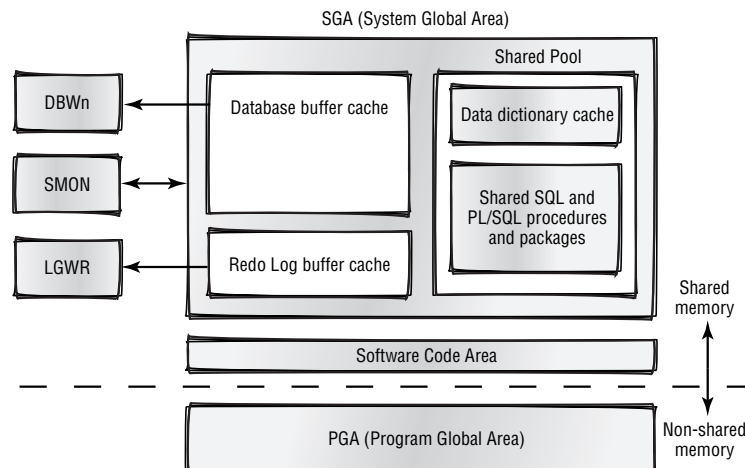 SGA (System Global Area)
Shared Pool
DBWn
Database buffer cache
Data dictionary cache
SMON
Shared SQL and
PL/SQL procedures
and packages
LGWR
Redo Log buffer cache
Shared
memory
Software Code Area
PGA (Program Global Area)
Non-shared
memory